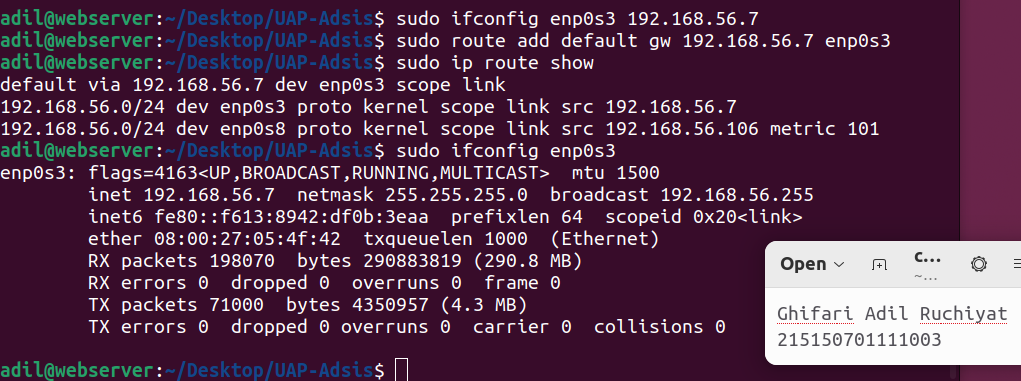 adil@webserver:~/Desktop/UAP-Adsis$ sudo ifconfig enp0s3 192.168.56.7
adil@webserver:~/Desktop/UAP-Adsis$ sudo route add default gw 192.168.56.7 enp0s3
adil@webserver:~/Desktop/UAP-Adsis$ sudo ip route show
default via 192.168.56.7 dev enp0s3 scope link
192.168.56.0/24 dev enp0s3 proto kernel scope link src 192.168.56.7
192.168.56.0/24 dev enp0s8 proto kernel scope link src 192.168.56.106 metric 101
adil@webserver:~/Desktop/UAP-Adsis$ sudo ifconfig enp0s3
enp0s3: flags=4163<UP,BROADCAST,RUNNING,MULTICAST>  mtu 1500
        inet 192.168.56.7  netmask 255.255.255.0  broadcast 192.168.56.255
        inet6 fe80::f613:8942:df0b:3eaa  prefixlen 64  scopeid 0x20<link>
        ether 08:00:27:05:4f:42  txqueuelen 1000  (Ethernet)
        RX packets 198070  bytes 290883819 (290.8 MB)
        RX errors 0  dropped 0  overruns 0  frame 0
        TX packets 71000  bytes 4350957 (4.3 MB)
        TX errors 0  dropped 0 overruns 0  carrier 0  collisions 0
adil@webserver:~/Desktop/UAP-Adsis$
Open
c...
~...
Ghifari Adil Ruchiyat
215150701111003